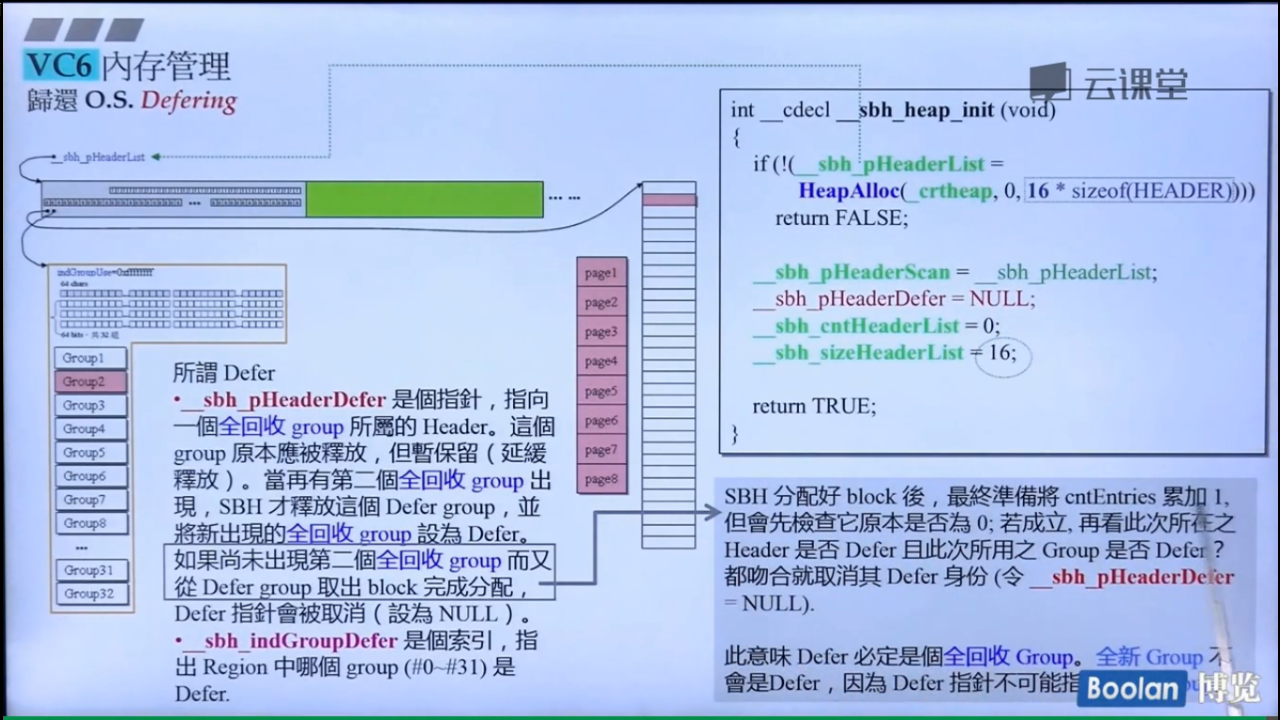 VC6 內存管理
歸還 O.S. Defering
云课堂
__sbh_pHeaderList
int __cdecl __sbh_heap_init (void)
{
if (!(__sbh_pHeaderList =
HeapAlloc(_crtheap, 0, 16 * sizeof(HEADER))))
return FALSE;
__sbh_pHeaderScan = __sbh_pHeaderList;
__sbh_pHeaderDefer = NULL;
__sbh_cntHeaderList = 0;
__sbh_sizeHeaderList = 16;
return TRUE;
}
... ...
indGroupUse=0xffffffff
64 chars
64 bits，共 32 組
Group1
Group2
Group3
Group4
Group5
Group6
Group7
Group8
...
Group31
Group32
page1
page2
page3
page4
page5
page6
page7
page8
所謂 Defer
•__sbh_pHeaderDefer 是個指針，指向
一個全回收 group 所屬的 Header。這個
group 原本應被釋放，但暫保留（延緩
釋放）。當再有第二個全回收 group 出
現，SBH 才釋放這個 Defer group，並
將新出現的全回收 group 設為 Defer。
如果尚未出現第二個全回收 group 而又
從 Defer group 取出 block 完成分配，
Defer 指針會被取消（設為 NULL）。
•__sbh_indGroupDefer 是個索引，指
出 Region 中哪個 group (#0~#31) 是
Defer.
SBH 分配好 block 後，最終準備將 cntEntries 累加 1,
但會先檢查它原本是否為 0; 若成立, 再看此次所在之
Header 是否 Defer 且此次所用之 Group 是否 Defer？
都吻合就取消其 Defer 身份 (令 __sbh_pHeaderDefer
= NULL).
此意味 Defer 必定是個全回收 Group。全新 Group 不
會是Defer，因為 Defer 指針不可能指
Boolan 博览